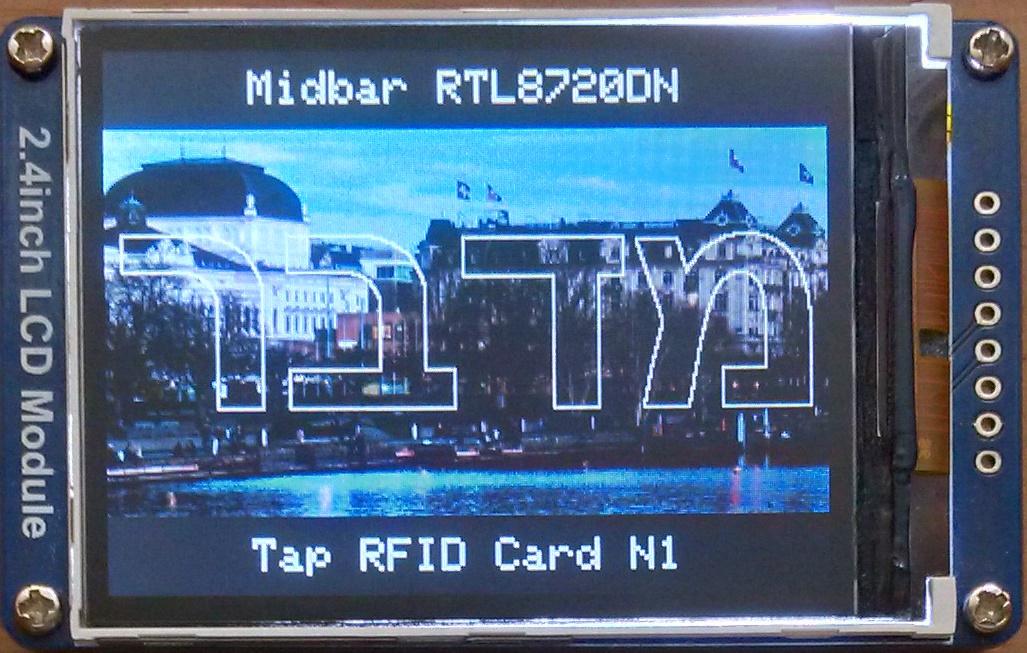 Midbar RTL8720DN
מדבר
Tap RFID Card N1
2.4inch LCD Module